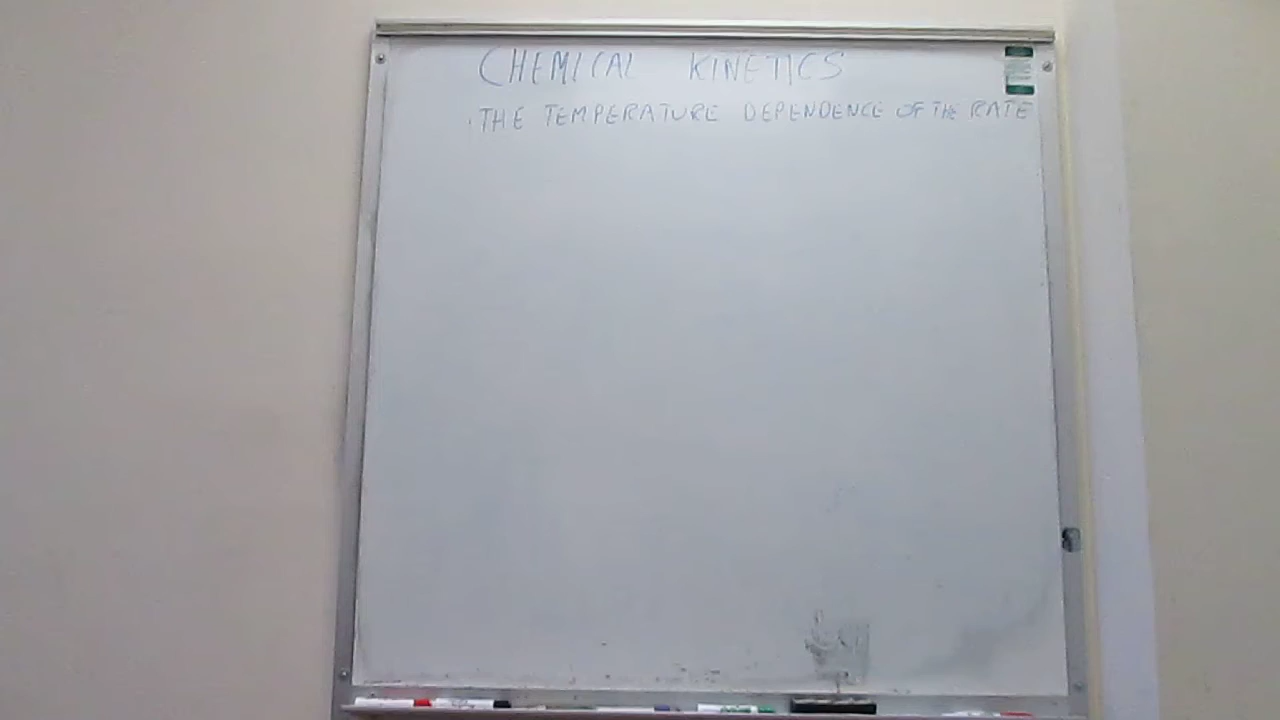 CHEMICAL KINETICS
. THE TEMPERATURE DEPENDENCE OF THE RATE